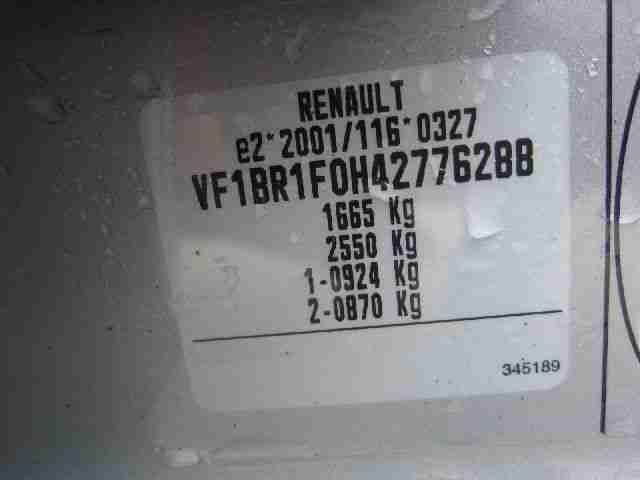 RENAULT
e2*2001/116*0327
VF1BR1F0H42776288
1665 Kg
2550 Kg
1-0924 Kg
2-0870 Kg
345189